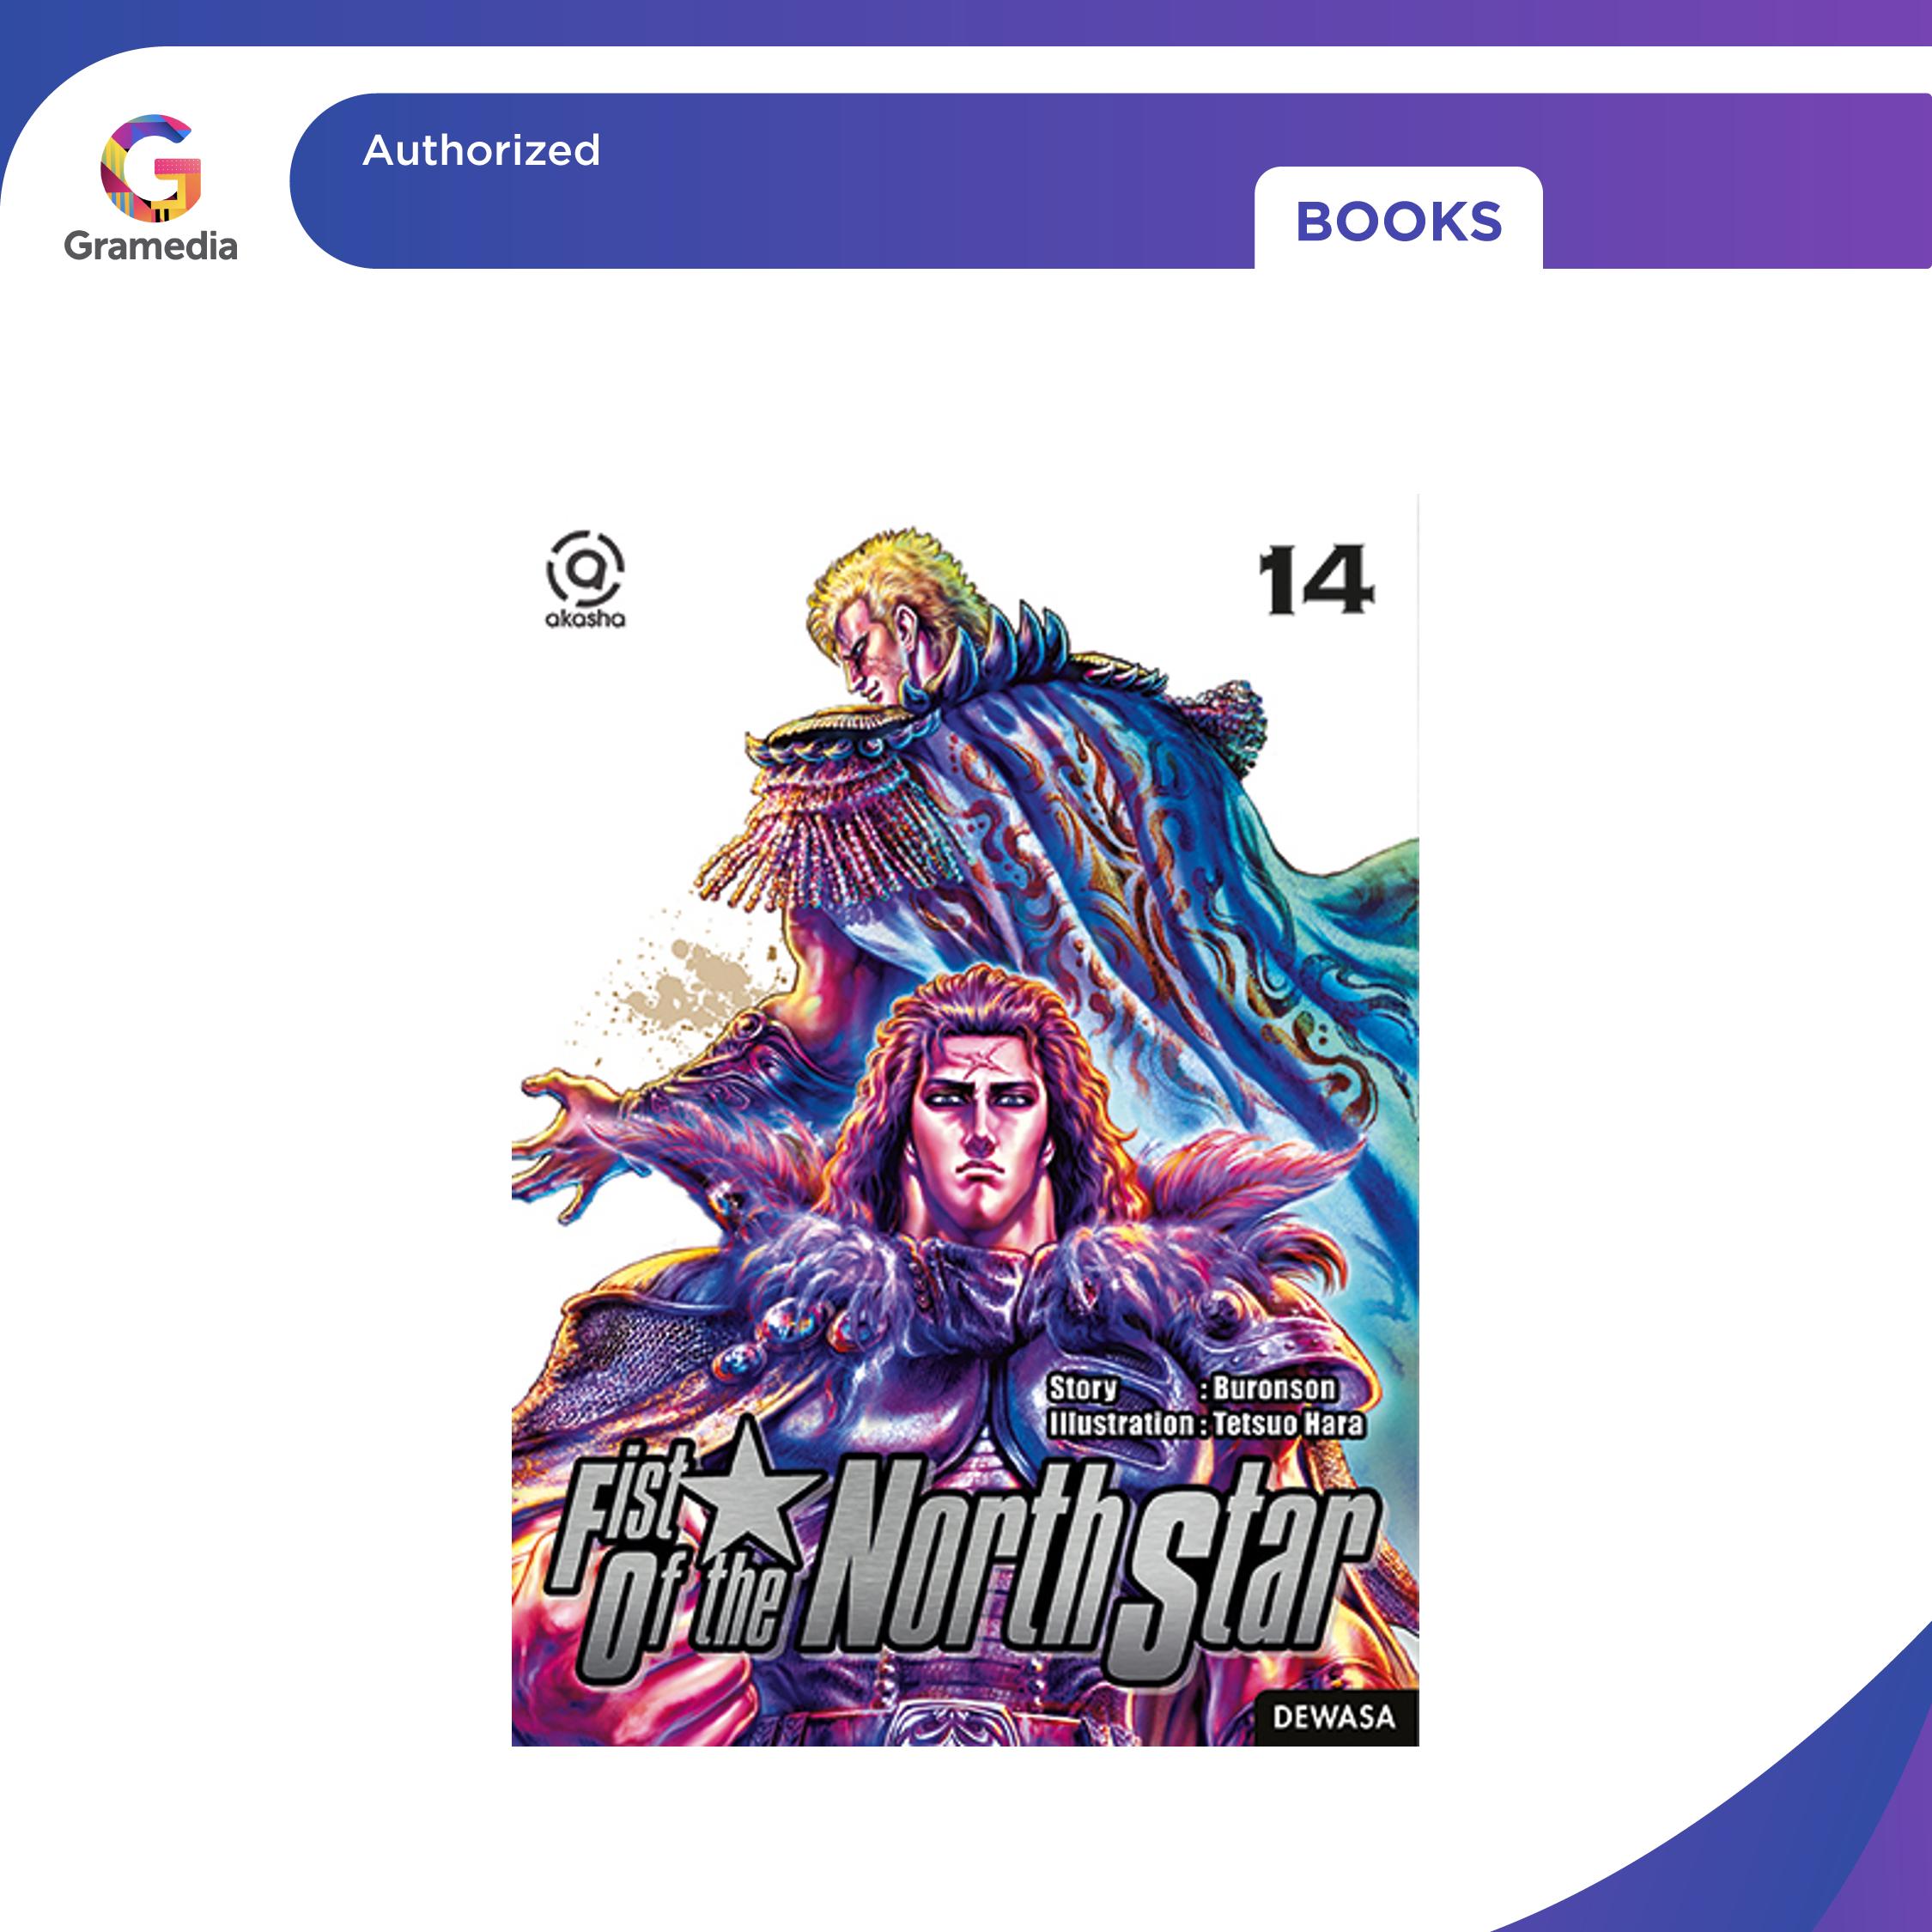 Gramedia
Authorized
BOOKS
akasha
14
Story : Buronson
Illustration : Tetsuo Hara
Fist Of the North Star
DEWASA